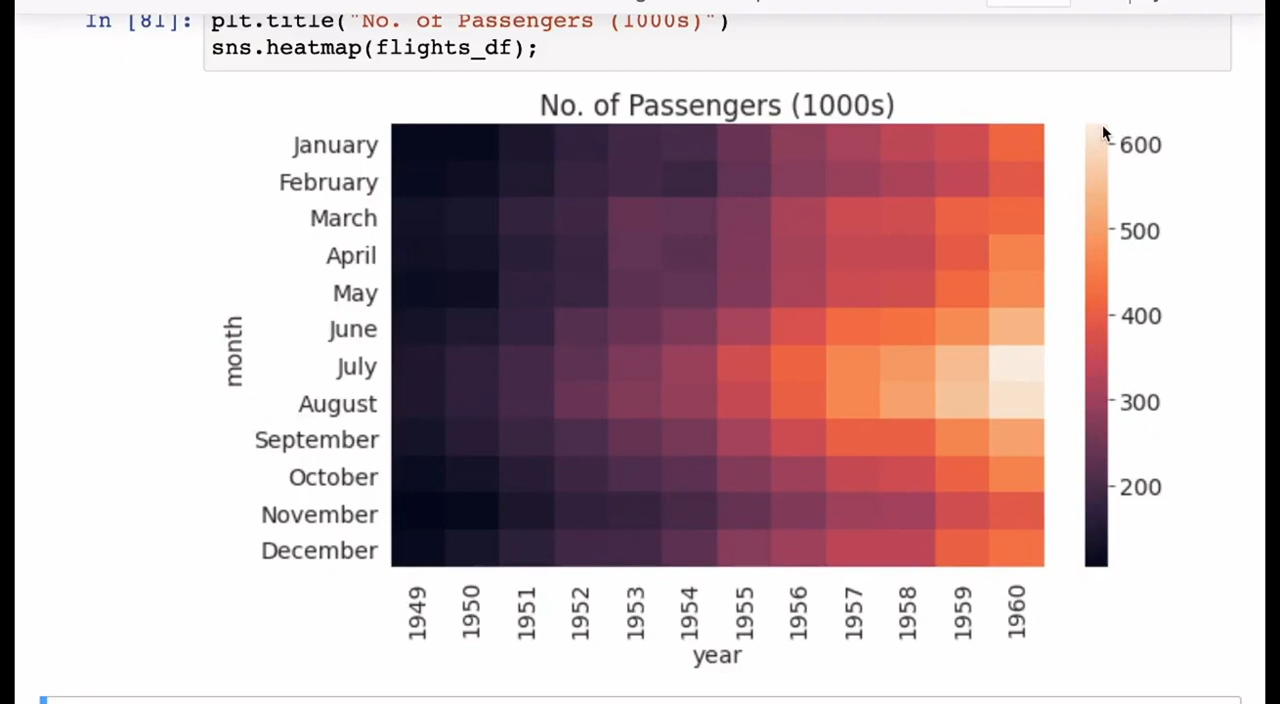 In [81]: plt.title("No. of Passengers (1000s)")
sns.heatmap(flights_df);
No. of Passengers (1000s)
January
February
March
April
May
June
July
August
September
October
November
December
month
1949 1950 1951 1952 1953 1954 1955 1956 1957 1958 1959 1960
year
600
500
400
300
200